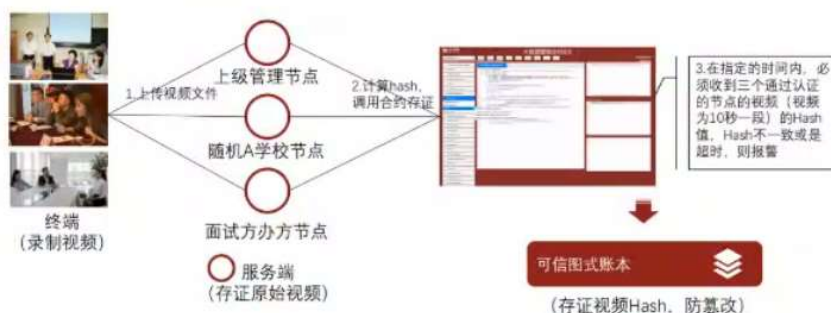 上级管理节点
1.上传视频文件
2.计算hash,
调用合约存证
随机A学校节点
面试方办方节点
终端
(录制视频)
服务端
(存证原始视频)
3.在指定的时间内,必
须收到三个通过认证
的节点的视频(视频
为10秒一段)的Hash
值,Hash不一致或是
超时,则报警
可信图式账本
(存证视频Hash,防篡改)